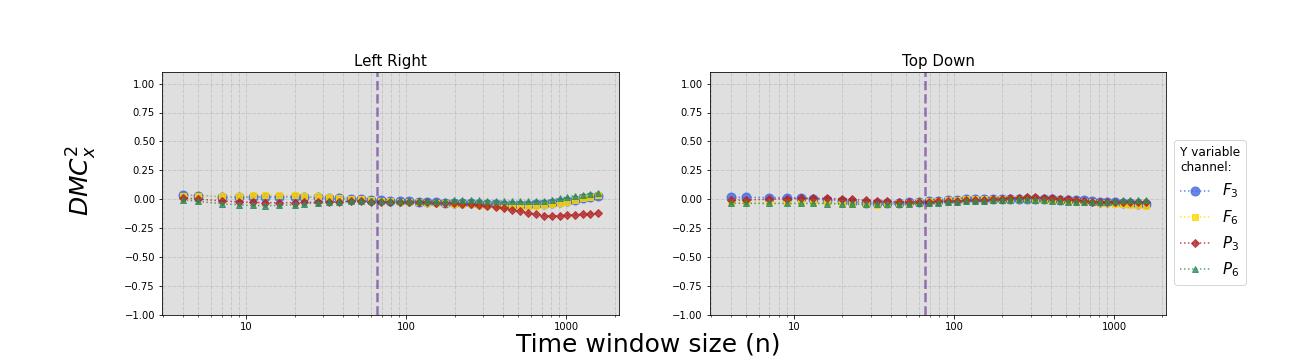 Left Right
Top Down
1.00
0.75
0.50
0.25
0.00
−0.25
−0.50
−0.75
−1.00
10
100
1000
1.00
0.75
0.50
0.25
0.00
−0.25
−0.50
−0.75
−1.00
10
100
1000
DMC²ₓ
Time window size (n)
Y variable
channel:
F₃
F₆
P₃
P₆